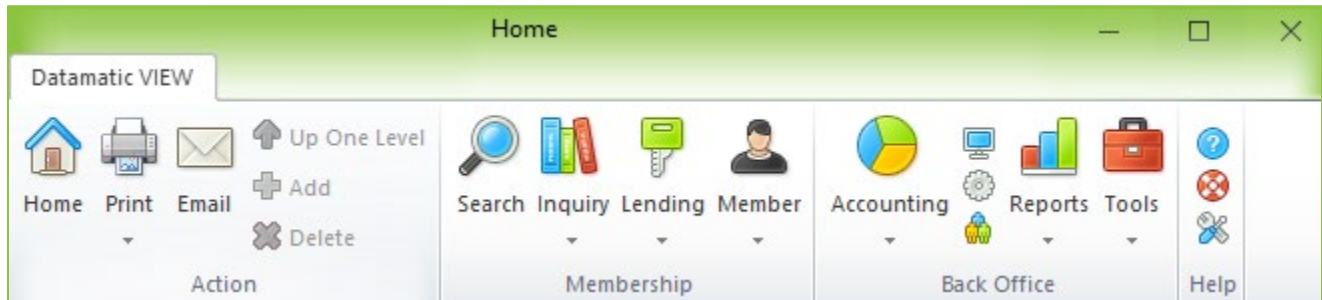 Home
Datamatic VIEW
Up One Level
Add
Home Print Email Search Inquiry Lending Member Accounting Reports Tools
Delete
Action Membership Back Office Help